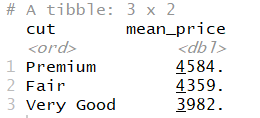 # A tibble: 3 x 2
cut mean_price
<ord> <dbl>
1 Premium 4584.
2 Fair 4359.
3 Very Good 3982.